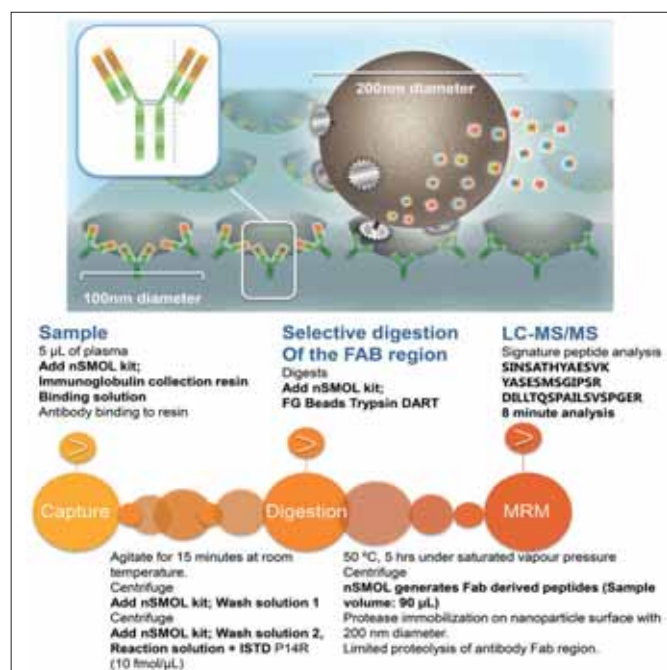 200nm diameter
100nm diameter
Sample
5 µL of plasma
Add nSMOL kit;
Immunoglobulin collection resin
Binding solution
Antibody binding to resin
Selective digestion
Of the FAB region
Digests
Add nSMOL kit;
FG Beads Trypsin DART
LC-MS/MS
Signature peptide analysis
SINSATHYAESVK
YASESMSGIPSR
DILLTQSPAILSVSPGER
8 minute analysis
>
>
>
Capture
Digestion
MRM
Agitate for 15 minutes at room
temperature.
Centrifuge
Add nSMOL kit; Wash solution 1
Centrifuge
Add nSMOL kit; Wash solution 2,
Reaction solution + ISTD P14R
(10 fmol/µL)
50 ºC, 5 hrs under saturated vapour pressure
Centrifuge
nSMOL generates Fab derived peptides (Sample
volume: 90 µL)
Protease immobilization on nanoparticle surface with
200 nm diameter.
Limited proteolysis of antibody Fab region.